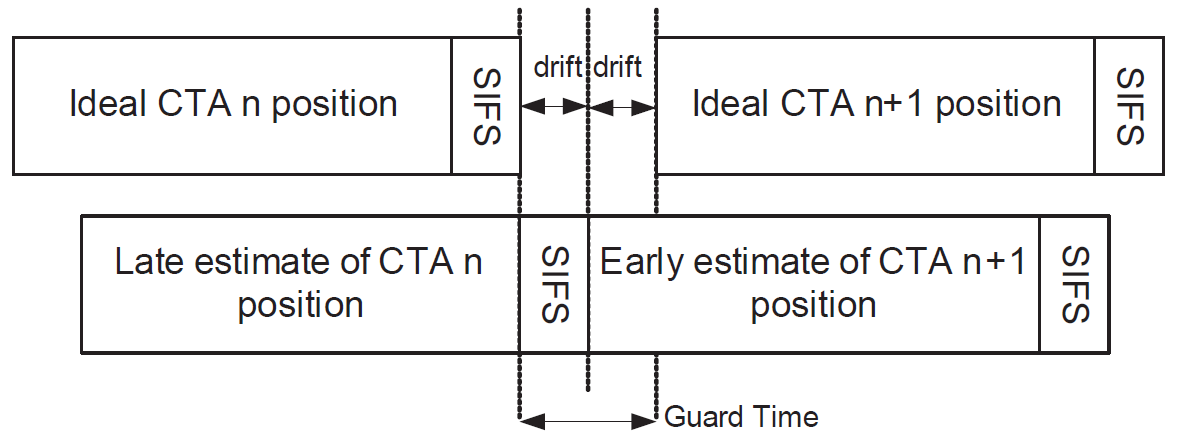 Ideal CTA n position
SIFS
drift
drift
Ideal CTA n+1 position
SIFS
Late estimate of CTA n
position
SIFS
Early estimate of CTA n+1
position
SIFS
Guard Time